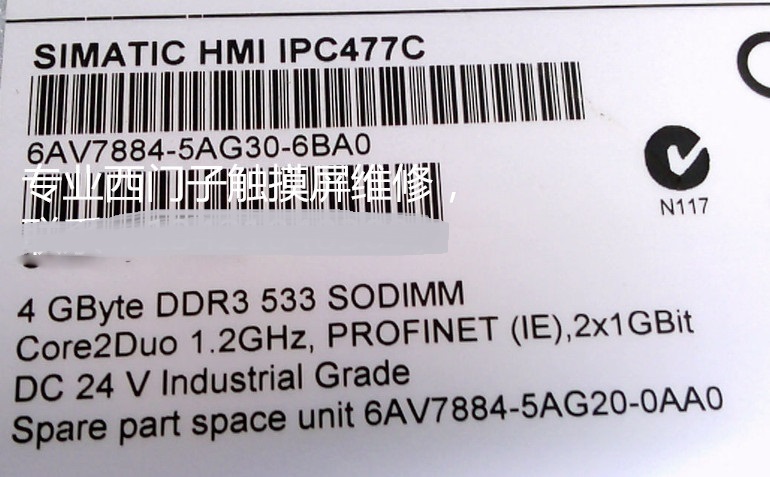 SIMATIC HMI IPC477C
6AV7884-5AG30-6BA0
专业西门子触摸屏维修，
N117
4 GByte DDR3 533 SODIMM
Core2Duo 1.2GHz, PROFINET (IE),2x1GBit
DC 24 V Industrial Grade
Spare part space unit 6AV7884-5AG20-0AA0